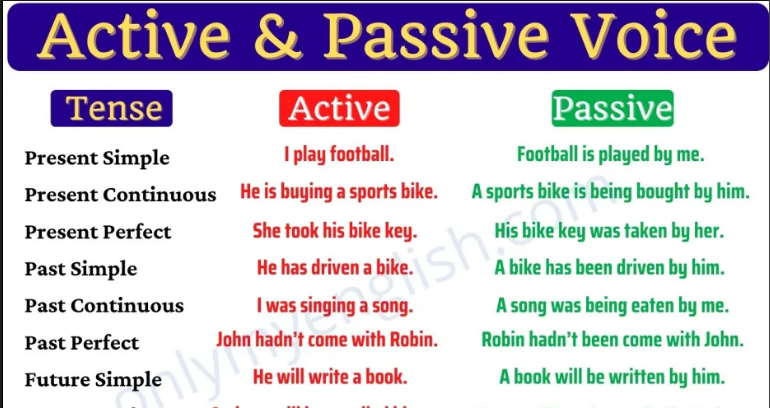 Active & Passive Voice
Tense Active Passive
Present Simple I play football. Football is played by me.
Present Continuous He is buying a sports bike. A sports bike is being bought by him.
Present Perfect She took his bike key. His bike key was taken by her.
Past Simple He has driven a bike. A bike has been driven by him.
Past Continuous I was singing a song. A song was being eaten by me.
Past Perfect John hadn't come with Robin. Robin hadn't been come with John.
Future Simple He will write a book. A book will be written by him.
onlymyenglish.com